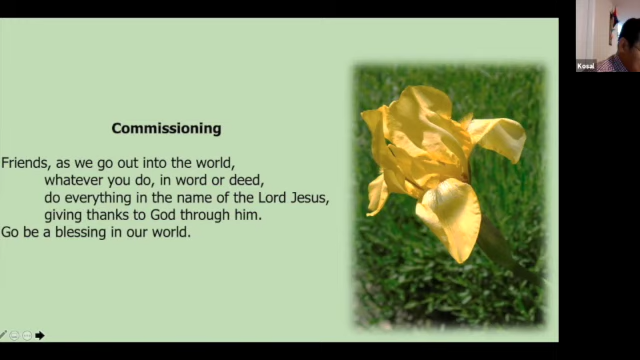 Commissioning
Friends, as we go out into the world,
whatever you do, in word or deed,
do everything in the name of the Lord Jesus,
giving thanks to God through him.
Go be a blessing in our world.
Kosai